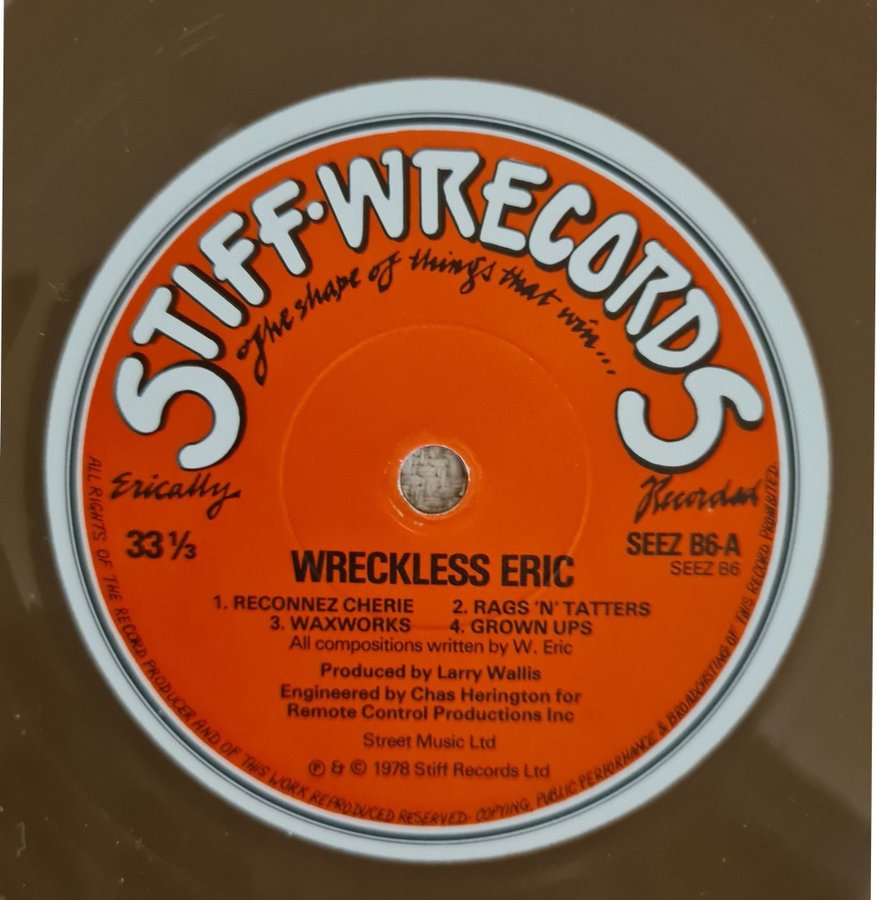 STIFF·WRECORDS
The shape of things that win...
Erically
Recorded
33 1/3
SEEZ B6-A
SEEZ B6
WRECKLESS ERIC
1. RECONNEZ CHERIE 2. RAGS 'N' TATTERS
3. WAXWORKS 4. GROWN UPS
All compositions written by W. Eric
Produced by Larry Wallis
Engineered by Chas Herington for
Remote Control Productions Inc
Street Music Ltd
℗ & © 1978 Stiff Records Ltd
ALL RIGHTS OF THE RECORD PRODUCER AND OF THIS WORK REPRODUCED RESERVED· COPYING, PUBLIC PERFORMANCE & BROADCASTING OF THIS RECORD PROHIBITED.